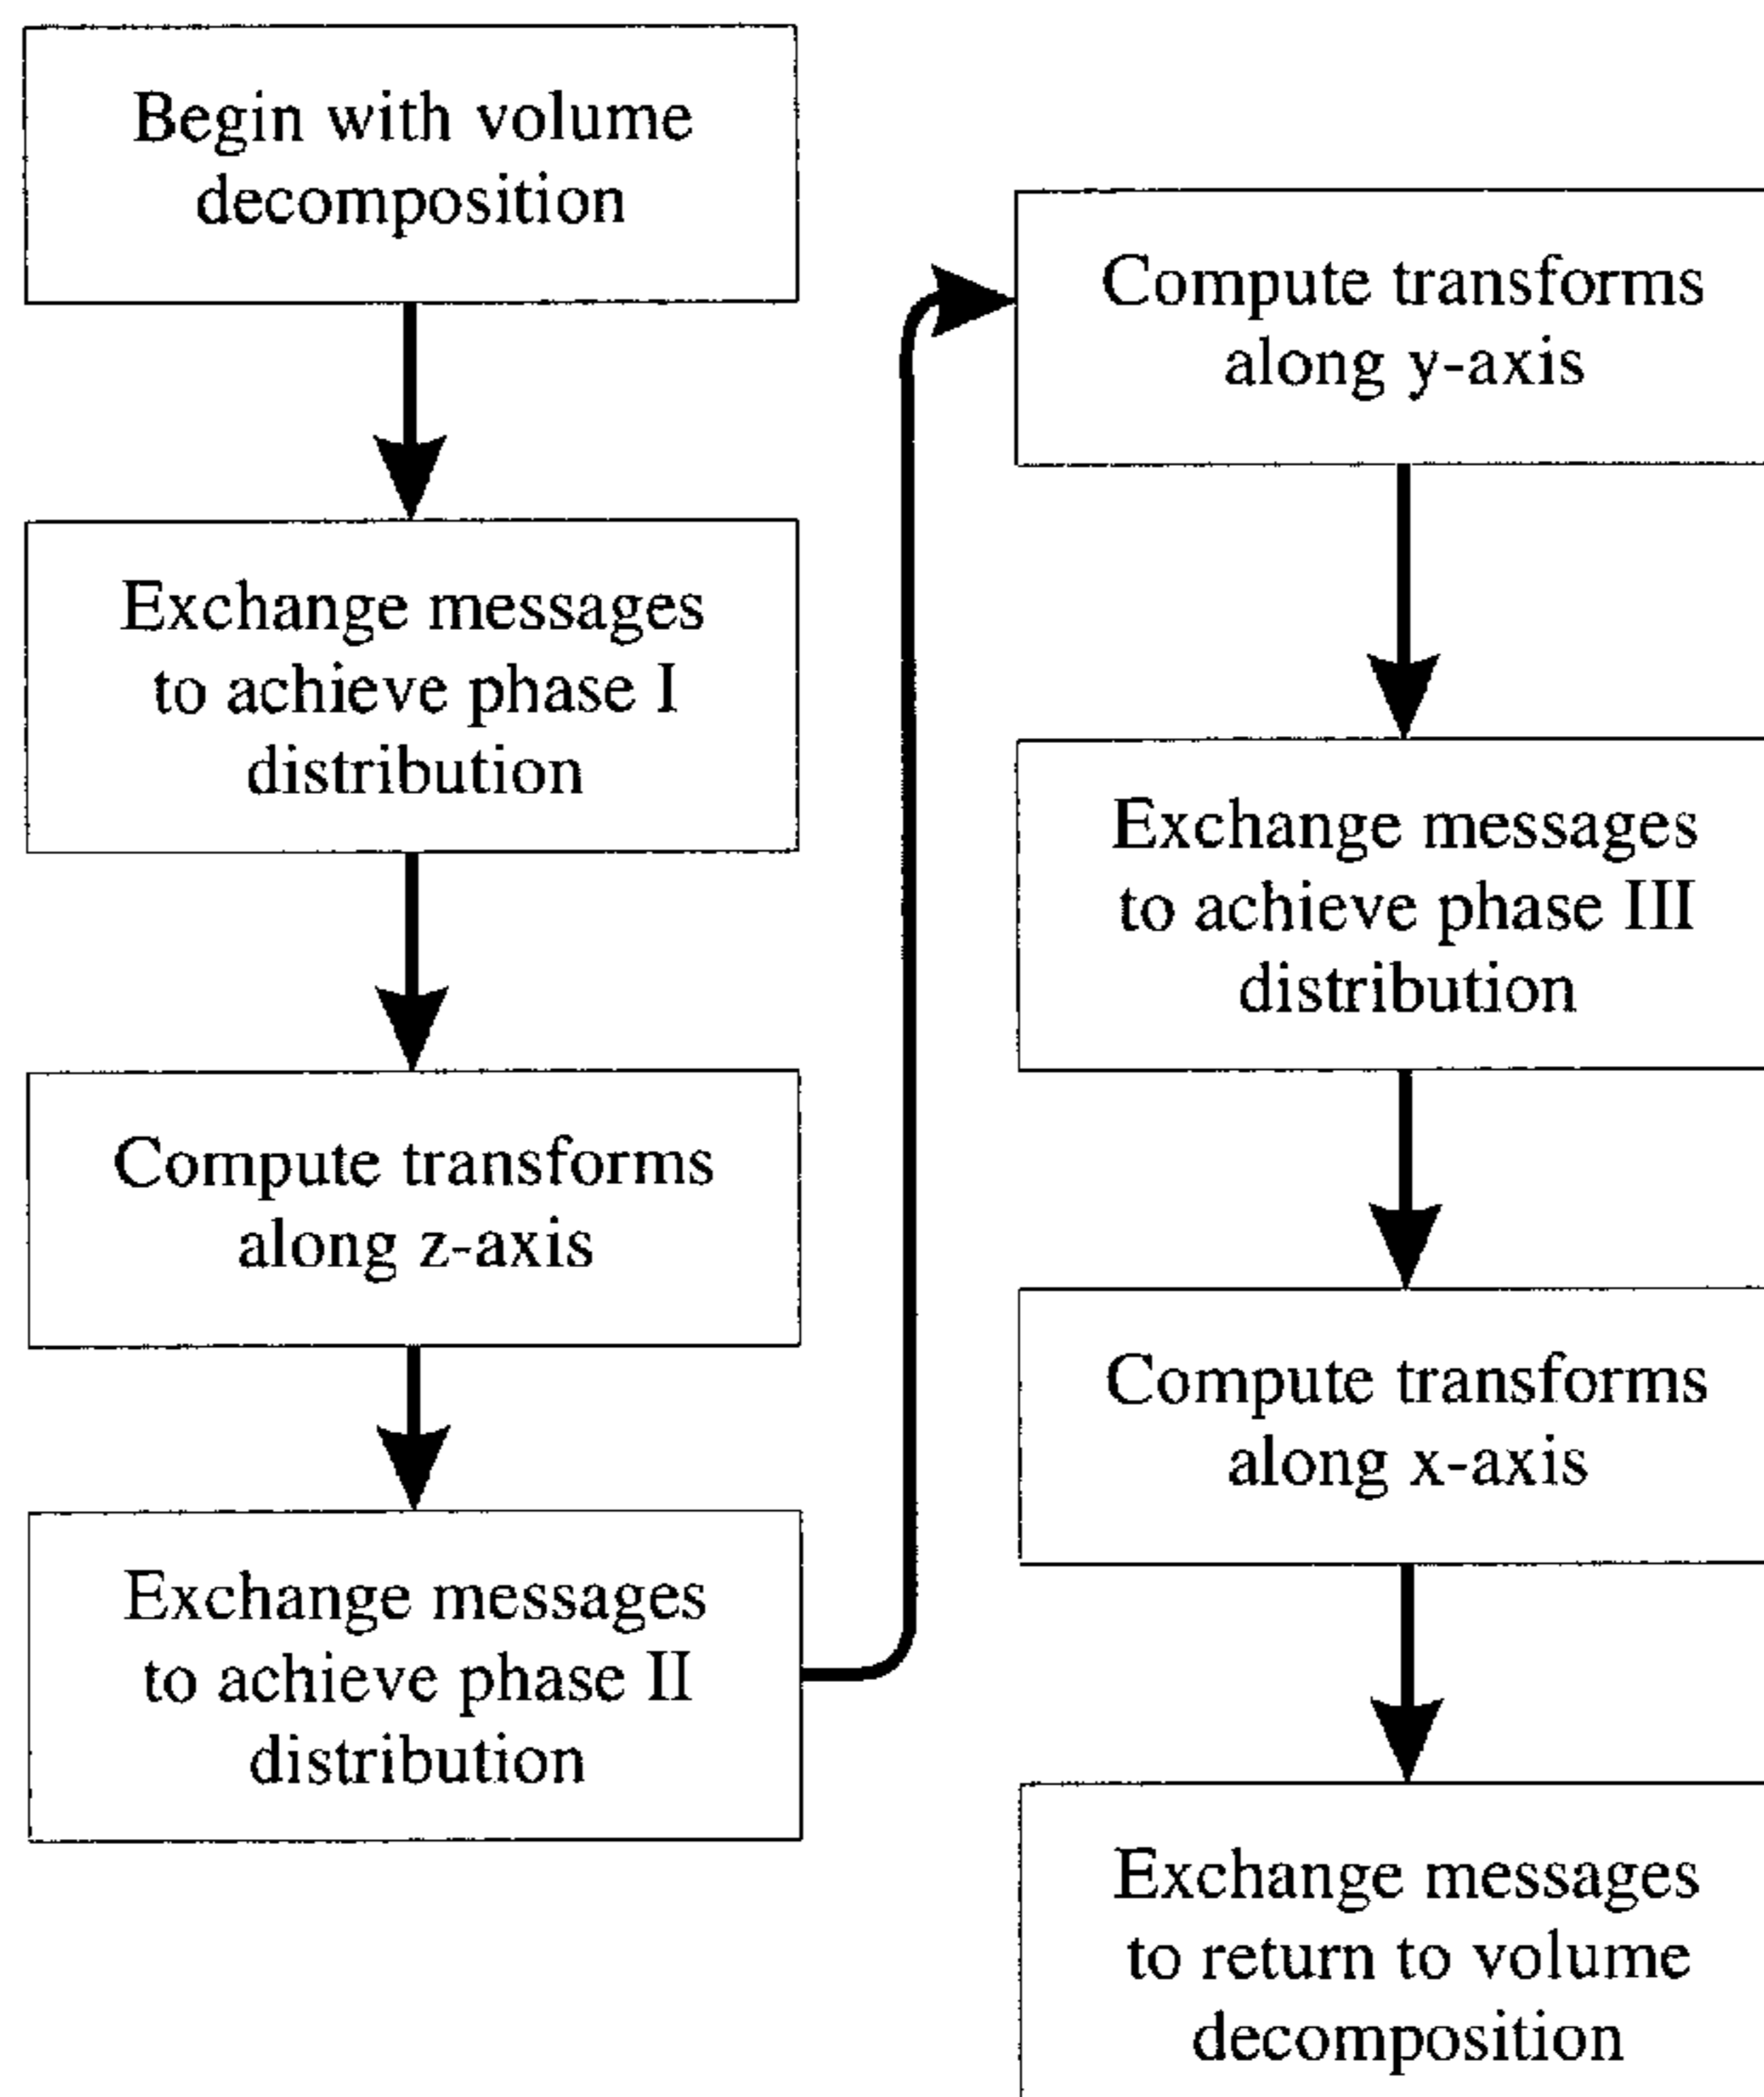 Begin with volume
decomposition
Exchange messages
to achieve phase I
distribution
Compute transforms
along z-axis
Exchange messages
to achieve phase II
distribution
Compute transforms
along y-axis
Exchange messages
to achieve phase III
distribution
Compute transforms
along x-axis
Exchange messages
to return to volume
decomposition